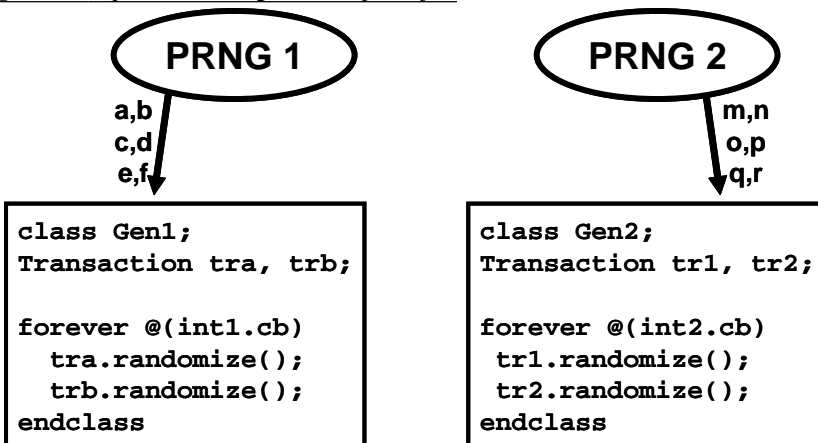 PRNG 1
a,b
c,d
e,f
class Gen1;
Transaction tra, trb;
forever @(int1.cb)
tra.randomize();
trb.randomize();
endclass
PRNG 2
m,n
o,p
q,r
class Gen2;
Transaction tr1, tr2;
forever @(int2.cb)
tr1.randomize();
tr2.randomize();
endclass